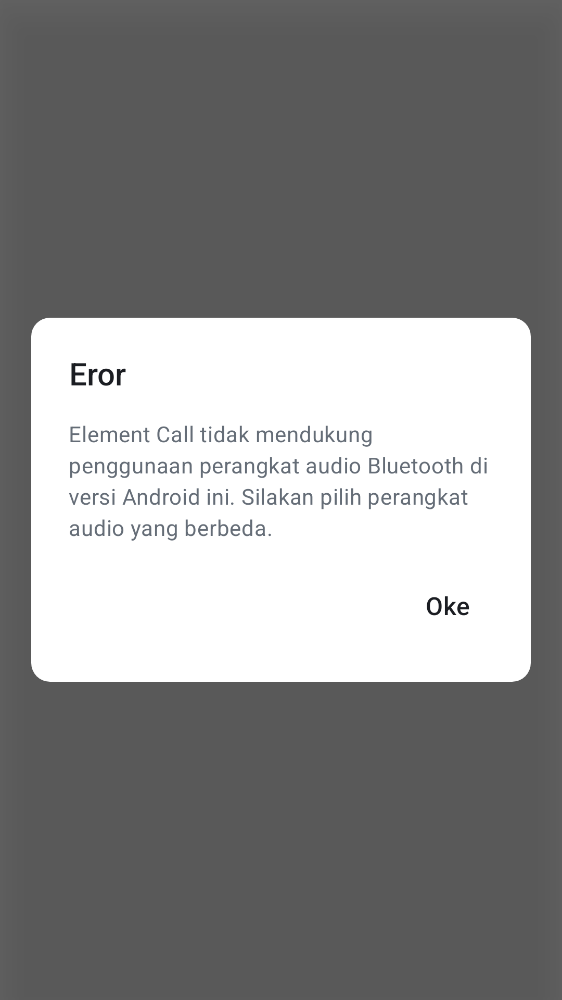 Eror
Element Call tidak mendukung
penggunaan perangkat audio Bluetooth di
versi Android ini. Silakan pilih perangkat
audio yang berbeda.
Oke